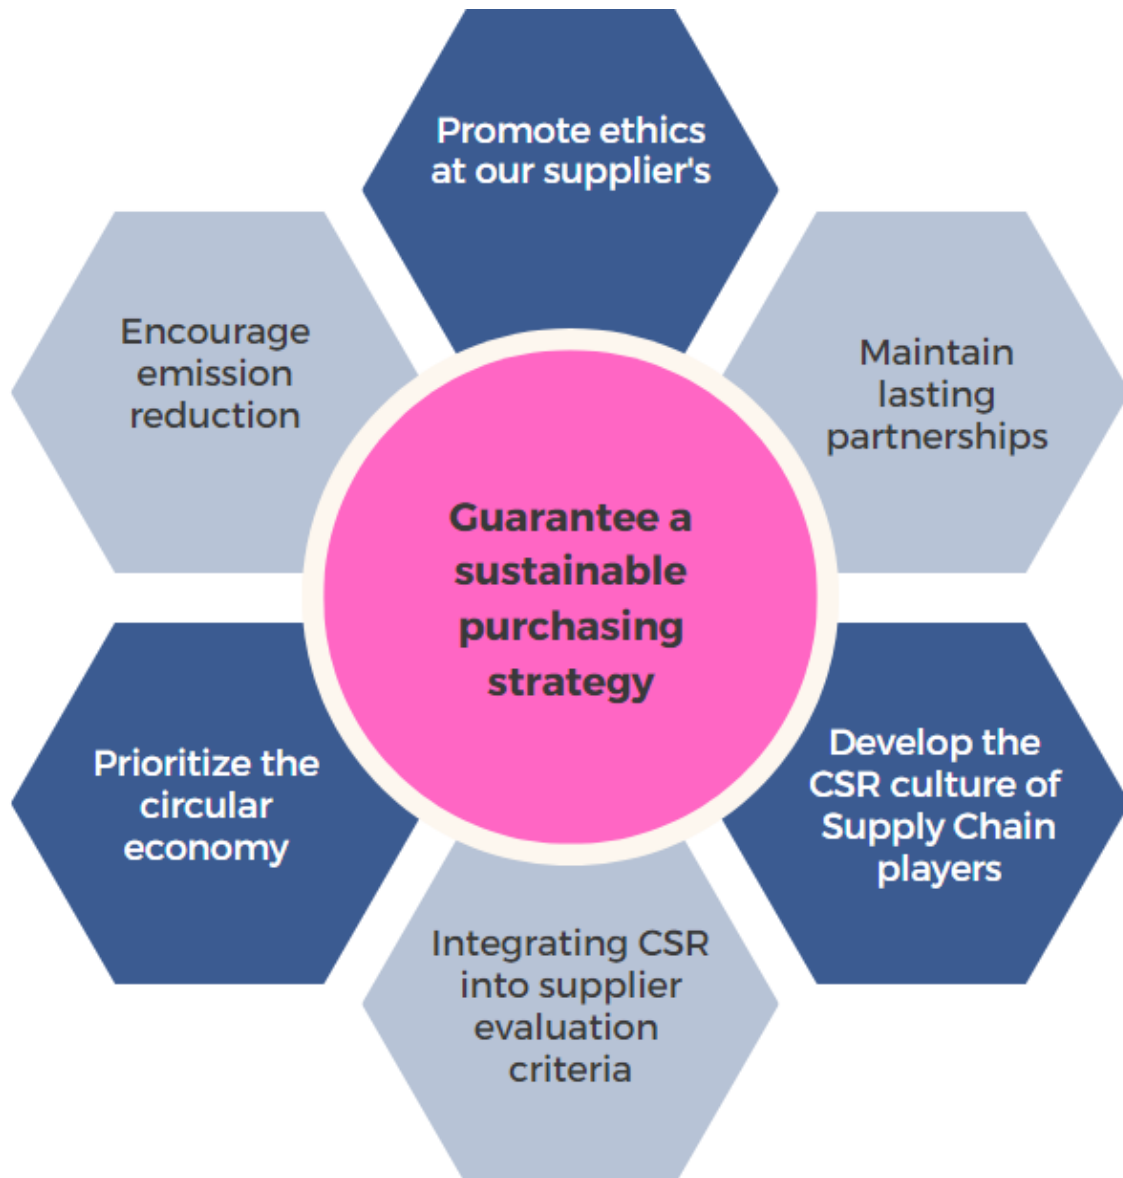 Promote ethics
at our supplier's
Maintain
lasting
partnerships
Develop the
CSR culture of
Supply Chain
players
Integrating CSR
into supplier
evaluation
criteria
Prioritize the
circular
economy
Encourage
emission
reduction
Guarantee a
sustainable
purchasing
strategy